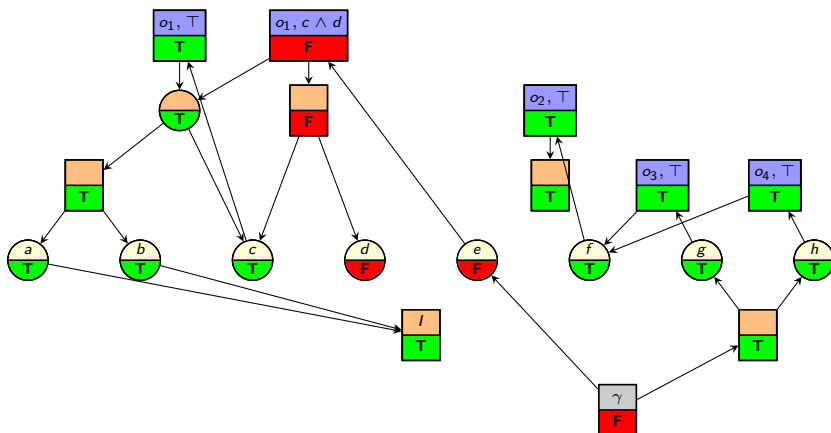 o₁, ⊤ o₁, c ∧ d
T F
o₂, ⊤
T F T
o₃, ⊤ o₄, ⊤
T T T T
a b c d e f g h
T T T F F T T T
I
T T
γ
F